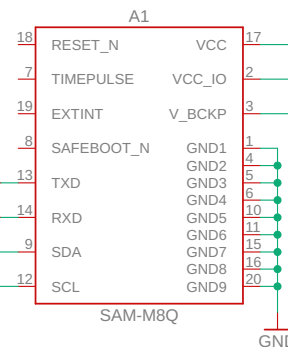 A1
18 RESET_N VCC 17
7 TIMEPULSE VCC_IO 2
19 EXTINT V_BCKP 3
8 SAFEBOOT_N GND1 1
GND2 4
13 TXD GND3 5
GND4 6
14 RXD GND5 10
GND6 11
9 SDA GND7 15
GND8 16
12 SCL GND9 20
SAM-M8Q
GND